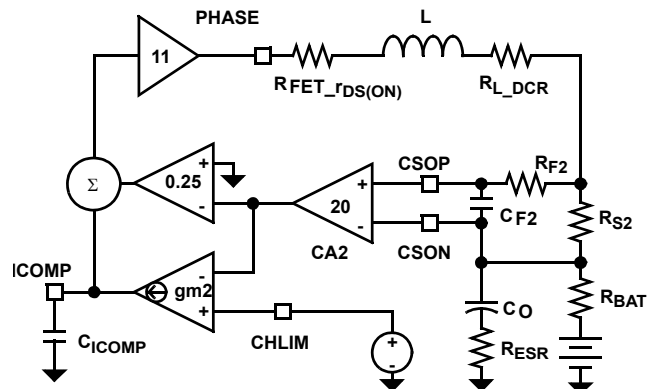 PHASE
L
11
RFET_rDS(ON)
RL_DCR
Σ
+
0.25
-
+
20
-
CA2
CSOP
CSON
RF2
CF2
RS2
ICOMP
-
gm2
+
CICOMP
CHLIM
+
-
CO
RESR
RBAT